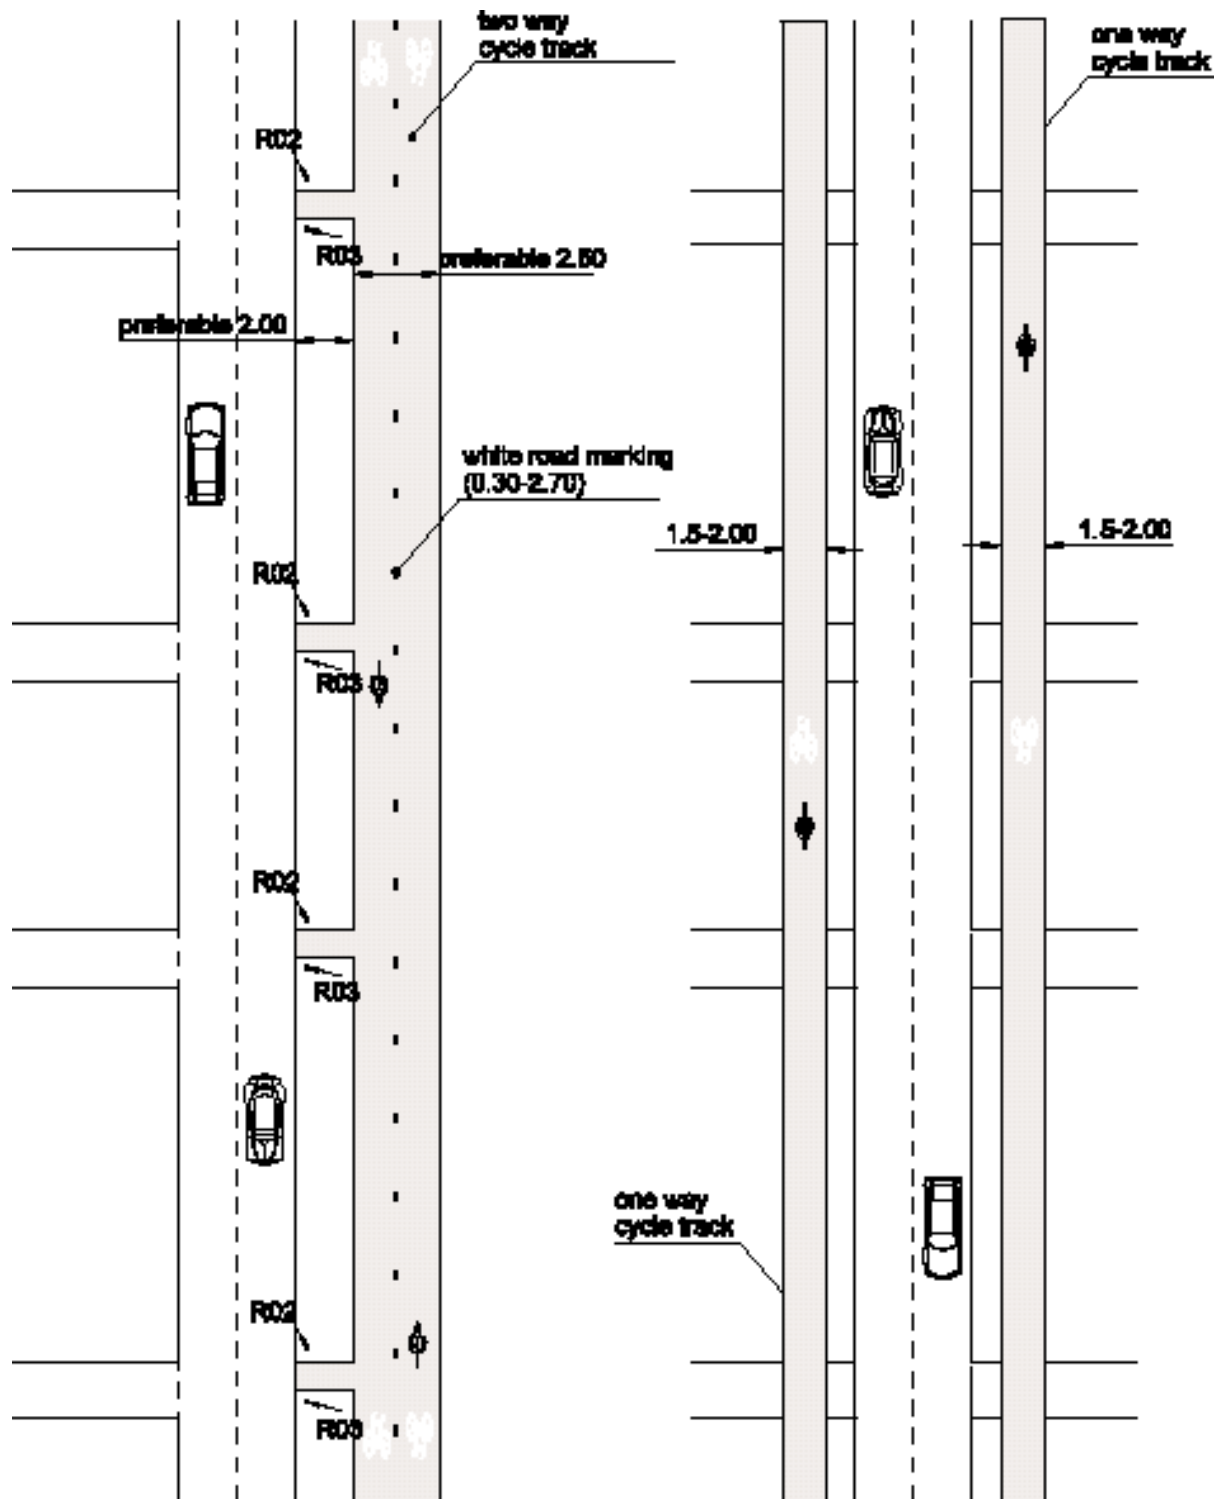 two way
cycle track
one way
cycle track
R02
R03
preferable 2.50
preferable 2.00
white road marking
(0.30-2.70)
1.5-2.00
1.5-2.00
R02
R03
R02
R03
one way
cycle track
R02
R03